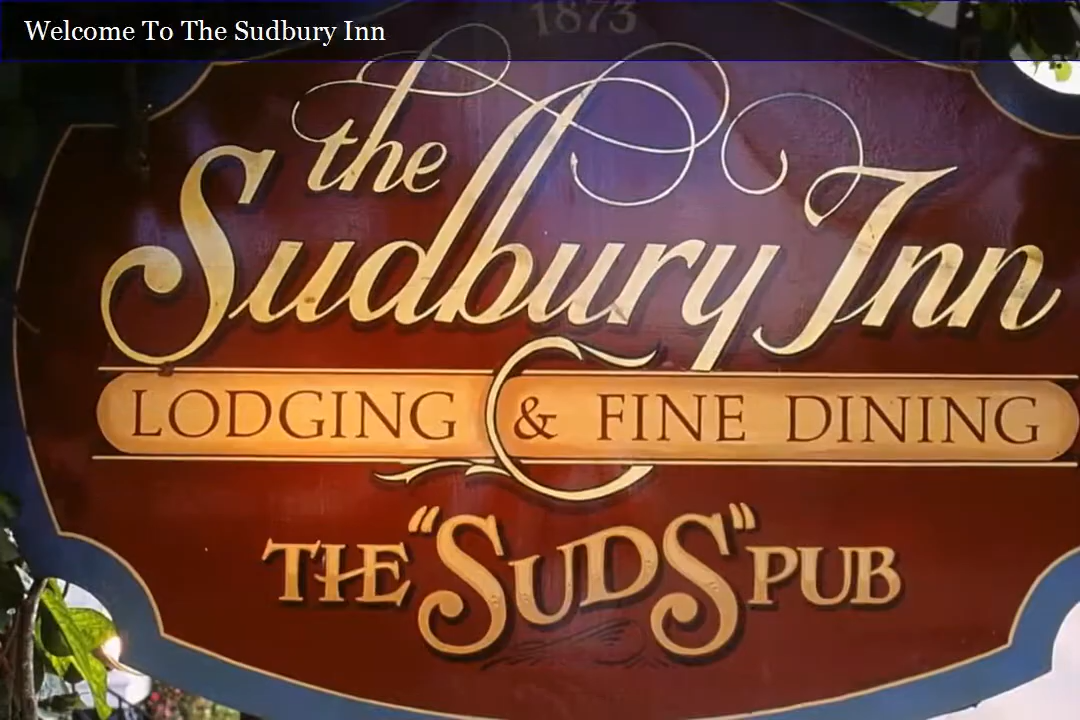 Welcome To The Sudbury Inn
1873
the
Sudbury Inn
LODGING & FINE DINING
THE "SUDS" PUB